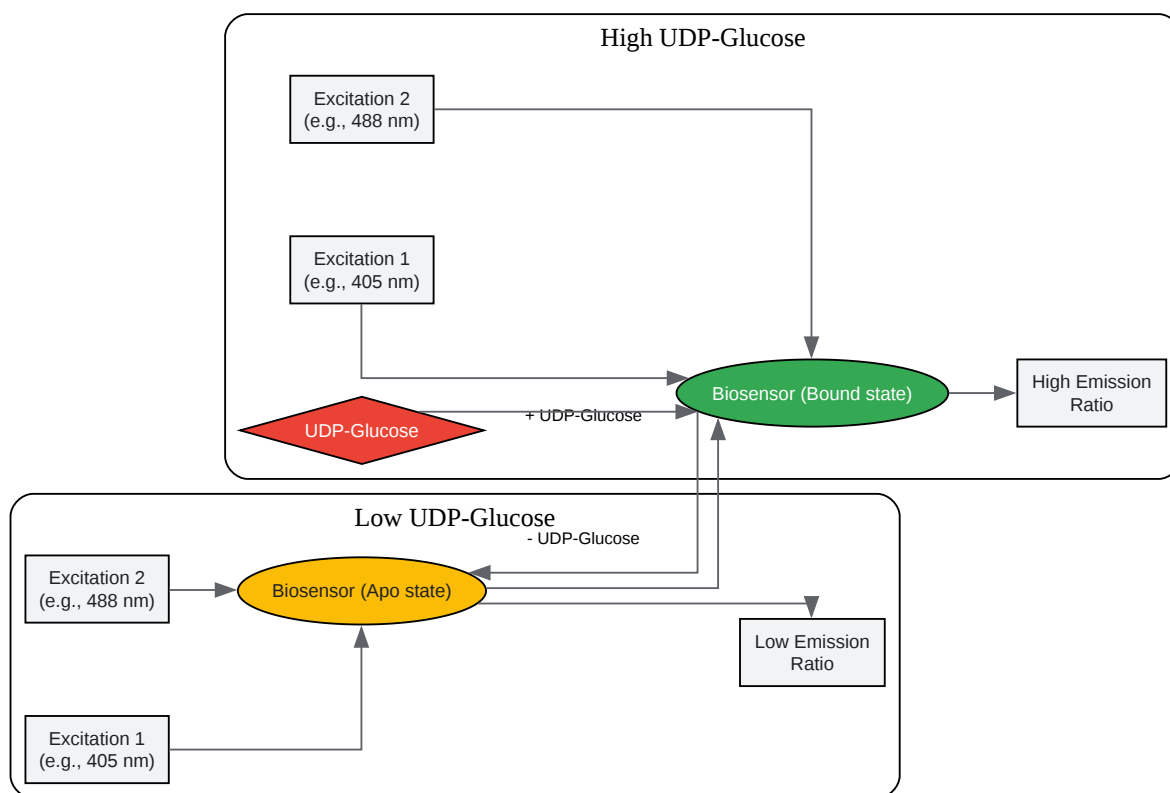 High UDP-Glucose
Excitation 2
(e.g., 488 nm)
Excitation 1
(e.g., 405 nm)
Biosensor (Bound state)
High Emission
Ratio
+ UDP-Glucose
UDP-Glucose
Low UDP-Glucose
- UDP-Glucose
Excitation 2
(e.g., 488 nm)
Biosensor (Apo state)
Low Emission
Ratio
Excitation 1
(e.g., 405 nm)